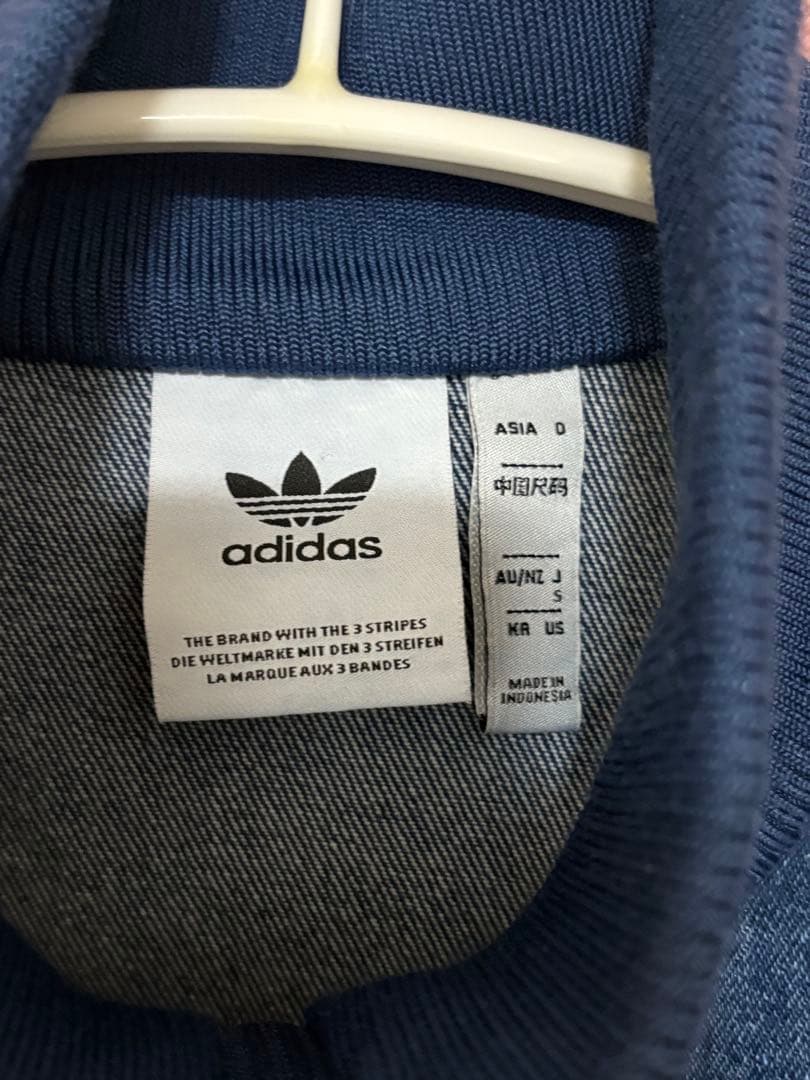 adidas
THE BRAND WITH THE 3 STRIPES
DIE WELTMARKE MIT DEN 3 STREIFEN
LA MARQUE AUX 3 BANDES
ASIA O
中国尺码
AU/NZ J
S
KR US
MADE IN
INDONESIA